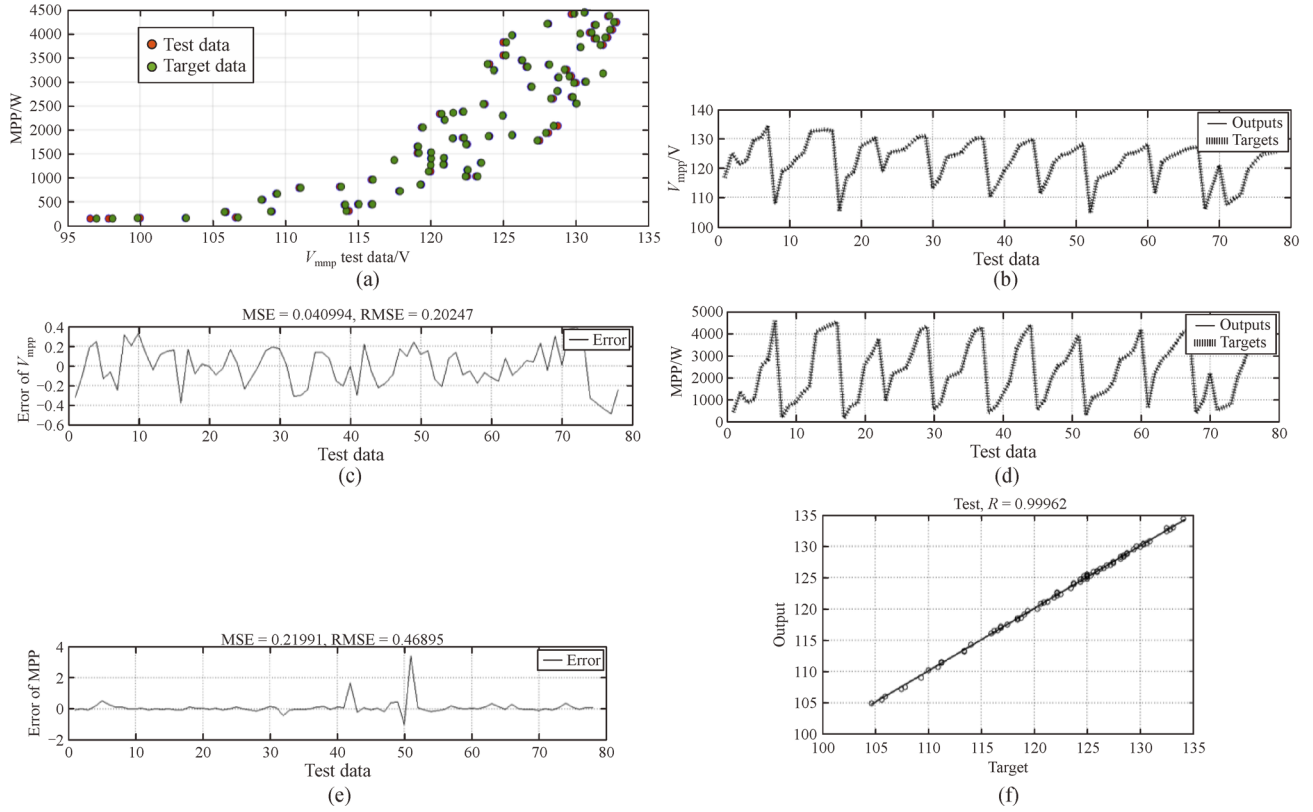 4500
4000
3500
3000
2500
2000
1500
1000
500
0
MPP/W
Test data
Target data
95 100 105 110 115 120 125 130 135
Vmmp test data/V
(a)
140
130
120
110
100
Vmpp/V
Outputs
Targets
0 10 20 30 40 50 60 70 80
Test data
(b)
MSE = 0.040994, RMSE = 0.20247
0.4
0.2
0
−0.2
−0.4
−0.6
Error of Vmpp
Error
0 10 20 30 40 50 60 70 80
Test data
(c)
5000
4000
3000
2000
1000
0
MPP/W
Outputs
Targets
0 10 20 30 40 50 60 70 80
Test data
(d)
MSE = 0.21991, RMSE = 0.46895
4
2
0
−2
Error of MPP
Error
0 10 20 30 40 50 60 70 80
Test data
(e)
Test, R = 0.99962
135
130
125
120
115
110
105
100
Output
100 105 110 115 120 125 130 135
Target
(f)